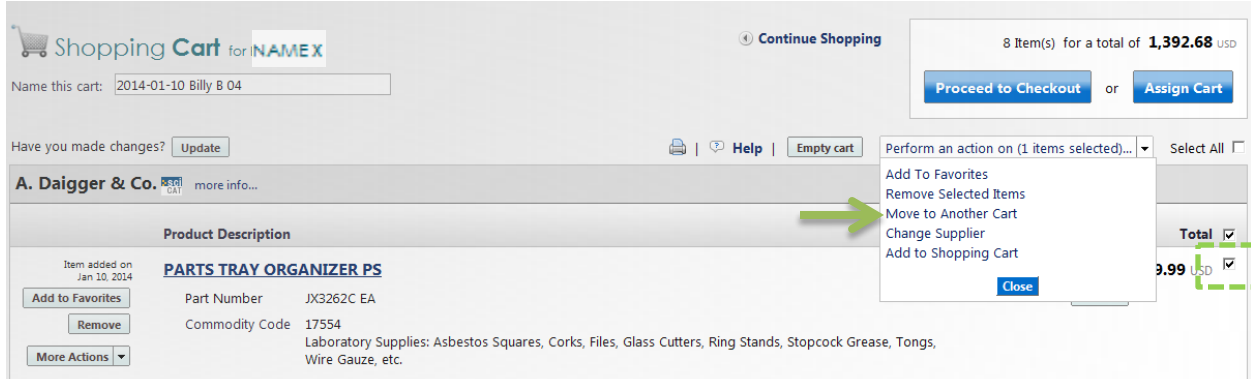 Shopping Cart for NAME X
Continue Shopping
8 Item(s) for a total of 1,392.68 USD
Name this cart: 2014-01-10 Billy B 04
Proceed to Checkout or Assign Cart
Have you made changes? Update
| Help | Empty cart
Perform an action on (1 items selected)...
Select All
Add To Favorites
Remove Selected Items
Move to Another Cart
Change Supplier
Add to Shopping Cart
Close
A. Daigger & Co. sci CAT more info...
Product Description
Total
Item added on
Jan 10, 2014
PARTS TRAY ORGANIZER PS
9.99 USD
Add to Favorites
Part Number JX3262C EA
Remove
Commodity Code 17554
Laboratory Supplies: Asbestos Squares, Corks, Files, Glass Cutters, Ring Stands, Stopcock Grease, Tongs,
Wire Gauze, etc.
More Actions